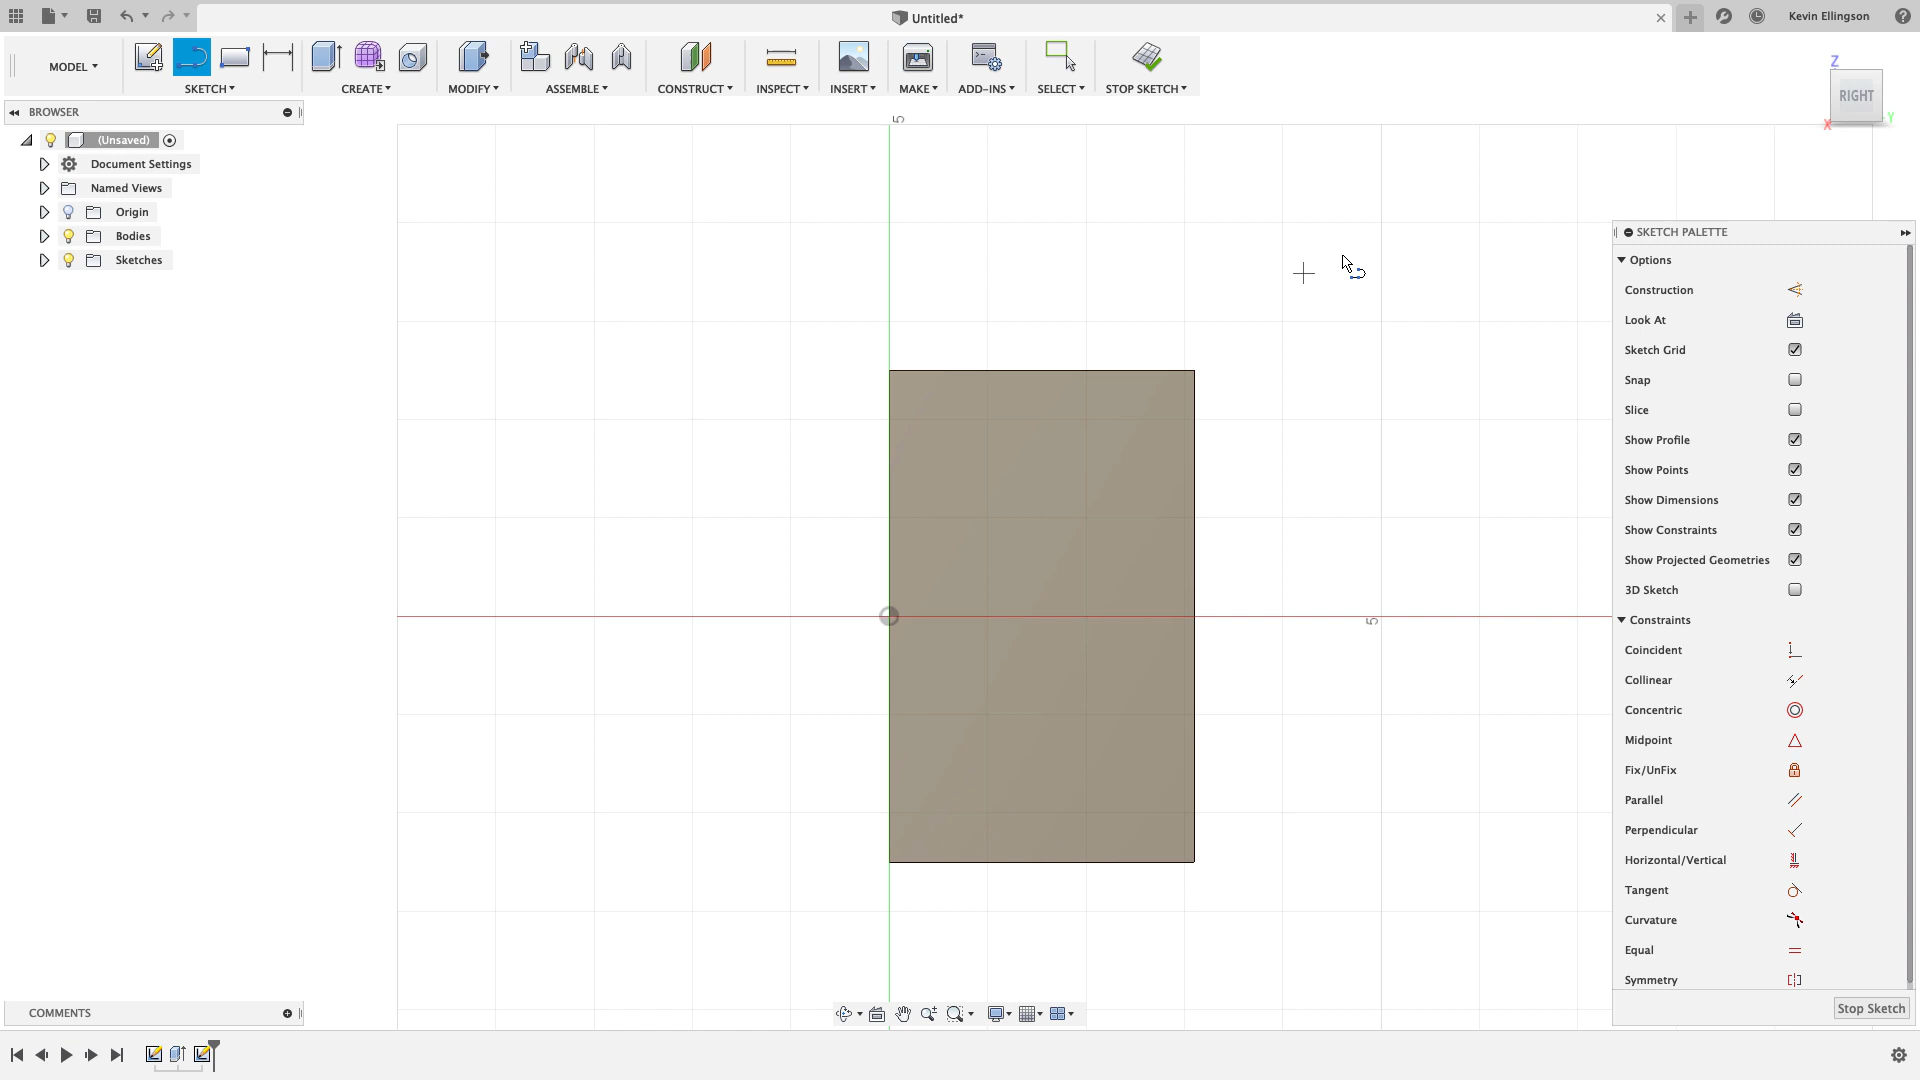 Untitled*
Kevin Ellingson
MODEL
SKETCH
CREATE
MODIFY
ASSEMBLE
CONSTRUCT
INSPECT
INSERT
MAKE
ADD-INS
SELECT
STOP SKETCH
Z
RIGHT
X
Y
BROWSER
(Unsaved)
Document Settings
Named Views
Origin
Bodies
Sketches
5
5
SKETCH PALETTE
Options
Construction
Look At
Sketch Grid
Snap
Slice
Show Profile
Show Points
Show Dimensions
Show Constraints
Show Projected Geometries
3D Sketch
Constraints
Coincident
Collinear
Concentric
Midpoint
Fix/UnFix
Parallel
Perpendicular
Horizontal/Vertical
Tangent
Curvature
Equal
Symmetry
Stop Sketch
COMMENTS